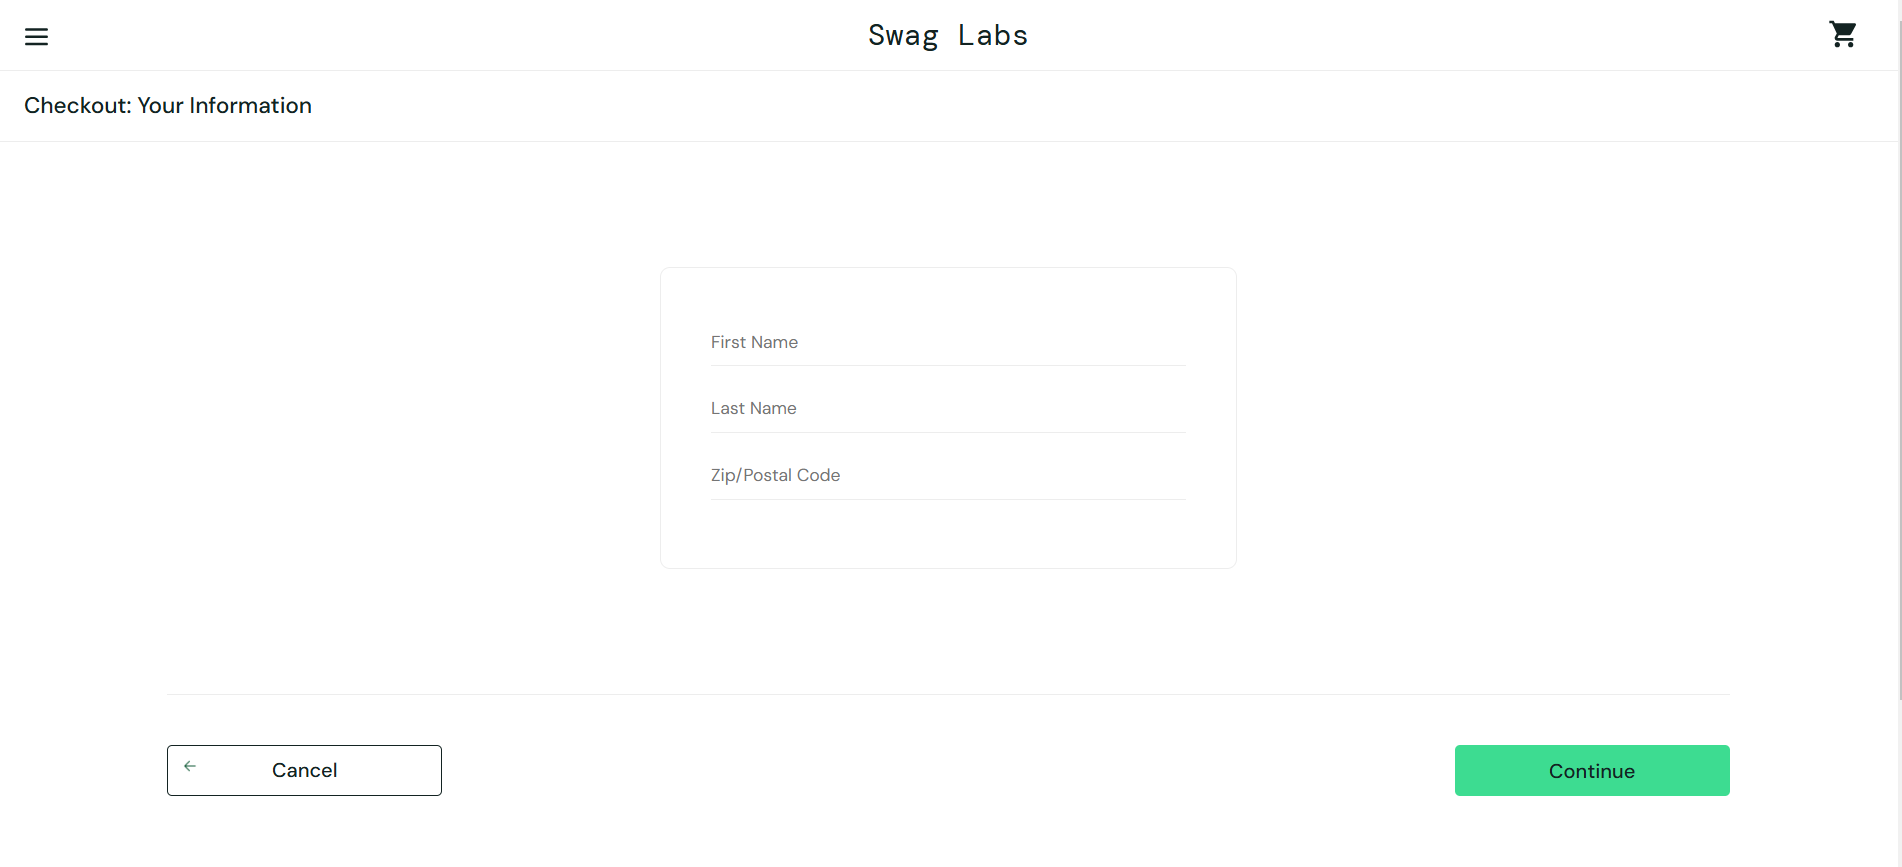 Swag Labs
Checkout: Your Information
First Name
Last Name
Zip/Postal Code
Cancel
Continue